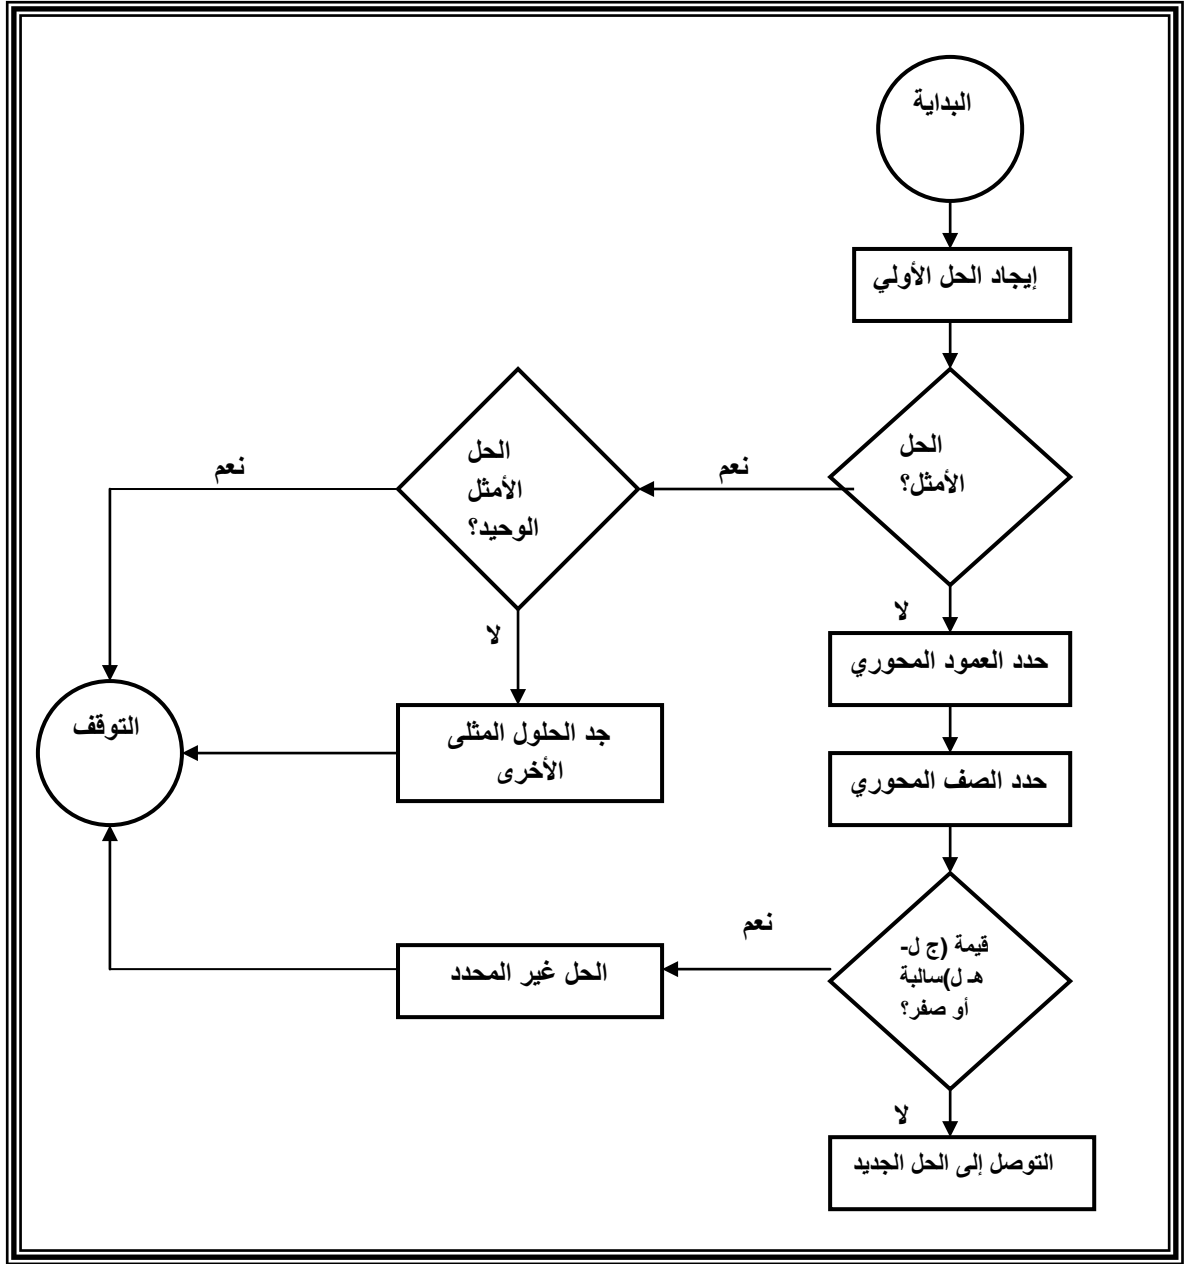 البداية
إيجاد الحل الأولي
الحل
الأمثل؟
نعم
الحل
الأمثل
الوحيد؟
نعم
لا
لا
حدد العمود المحوري
جد الحلول المثلى
الأخرى
التوقف
حدد الصف المحوري
قيمة (ج ل-
هـ ل)سالبة
أو صفر؟
نعم
الحل غير المحدد
لا
التوصل إلى الحل الجديد